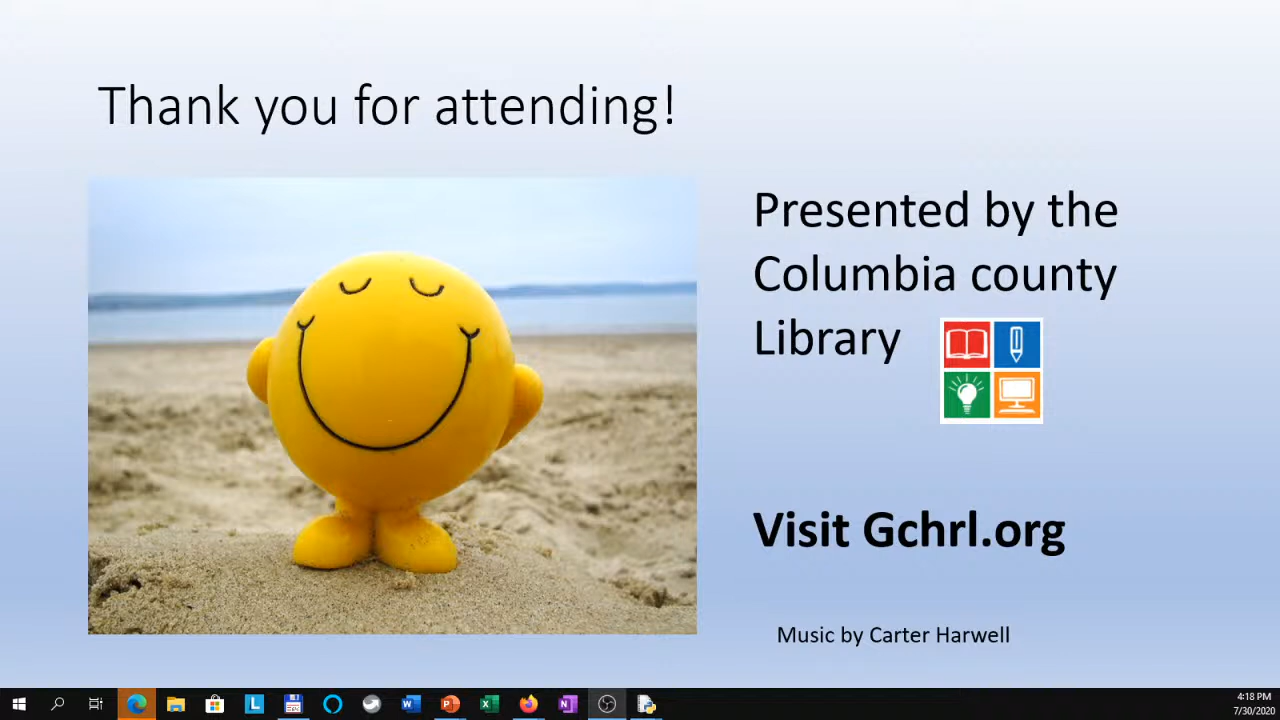 Thank you for attending!
Presented by the
Columbia county
Library
Visit Gchrl.org
Music by Carter Harwell
4:18 PM
7/30/2020